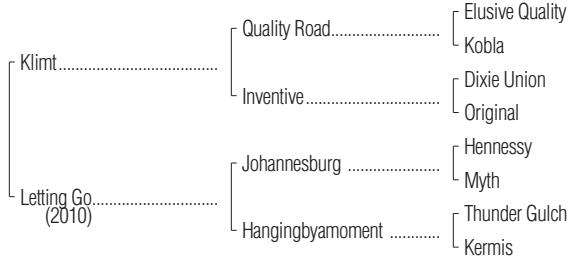 Elusive Quality
Quality Road
Kobla
Klimt
Dixie Union
Inventive
Original
Hennessy
Johannesburg
Myth
Letting Go
(2010)
Thunder Gulch
Hangingbyamoment
Kermis